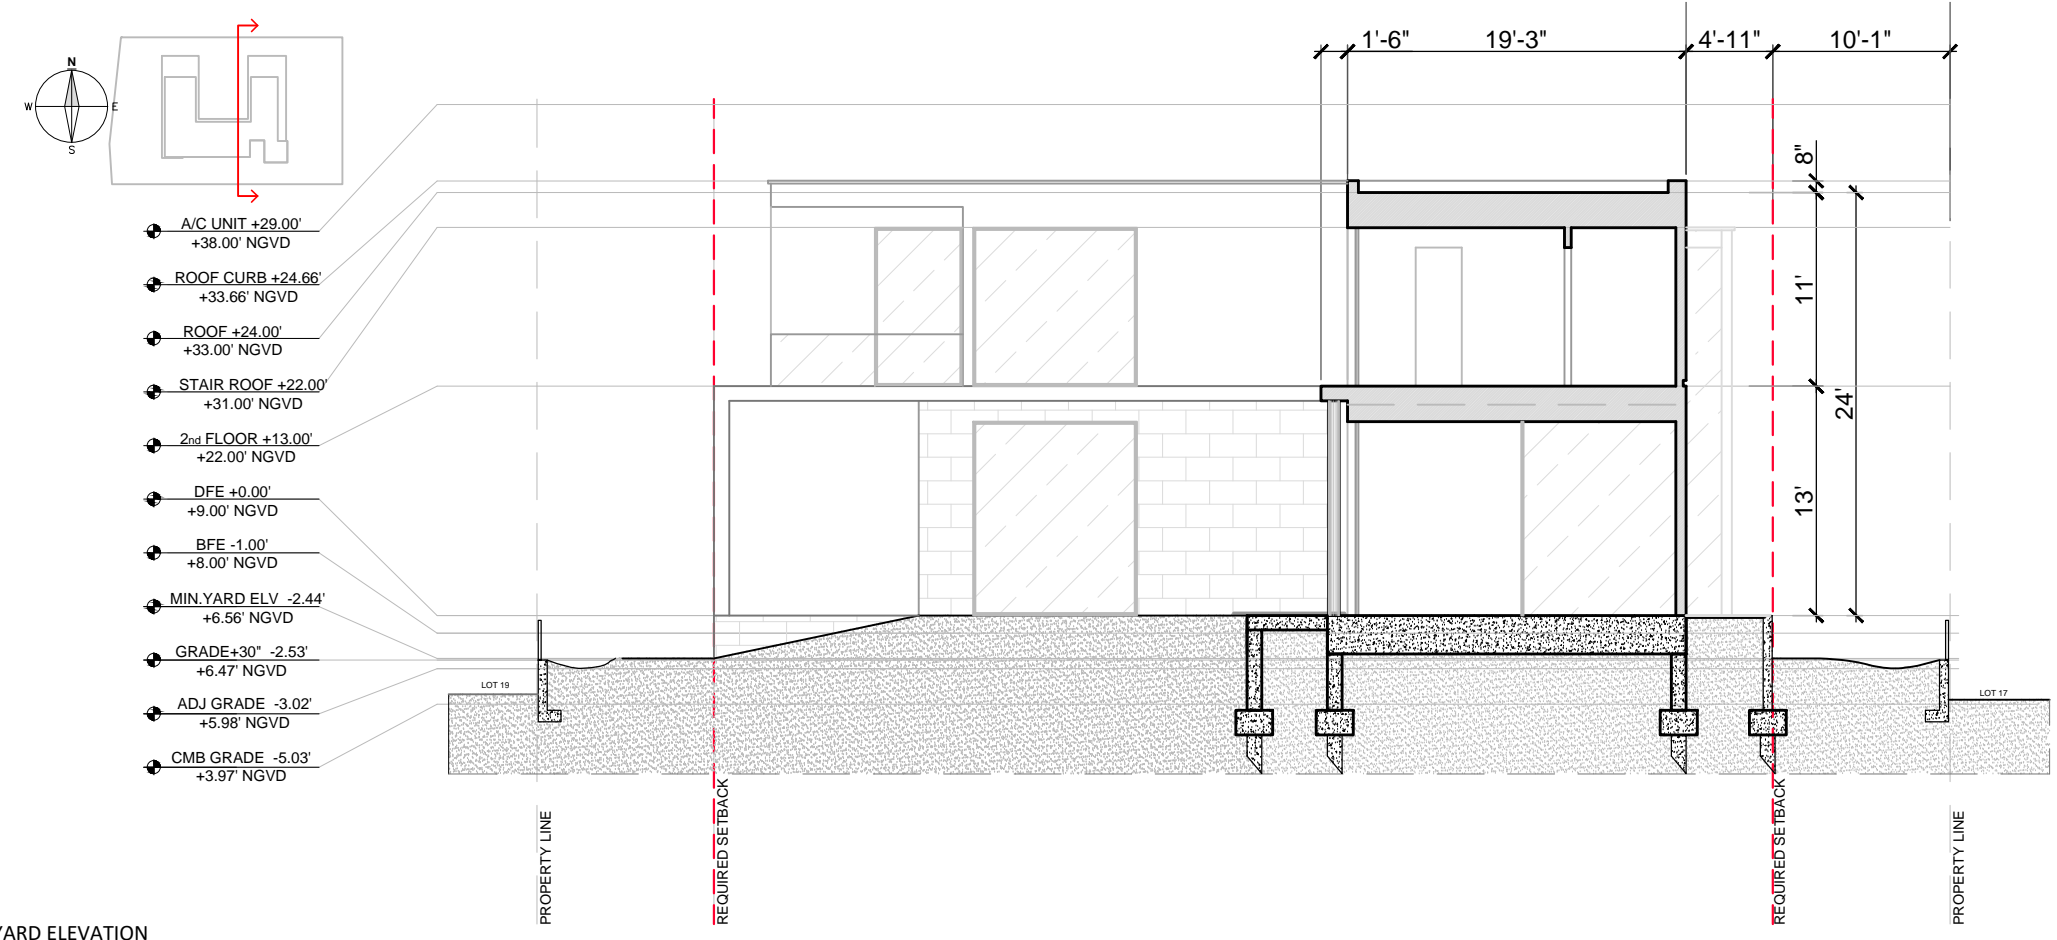 1'-6" 19'-3" 4'-11" 10'-1"
N
W E
S
8"
11'
24'
13'
A/C UNIT +29.00'
+38.00' NGVD
ROOF CURB +24.66'
+33.66' NGVD
ROOF +24.00'
+33.00' NGVD
STAIR ROOF +22.00'
+31.00' NGVD
2nd FLOOR +13.00'
+22.00' NGVD
DFE +0.00'
+9.00' NGVD
BFE -1.00'
+8.00' NGVD
MIN.YARD ELV -2.44'
+6.56' NGVD
GRADE+30" -2.53'
+6.47' NGVD
ADJ GRADE -3.02'
+5.98' NGVD
CMB GRADE -5.03'
+3.97' NGVD
LOT 19
LOT 17
PROPERTY LINE
REQUIRED SETBACK
REQUIRED SETBACK
PROPERTY LINE
YARD ELEVATION